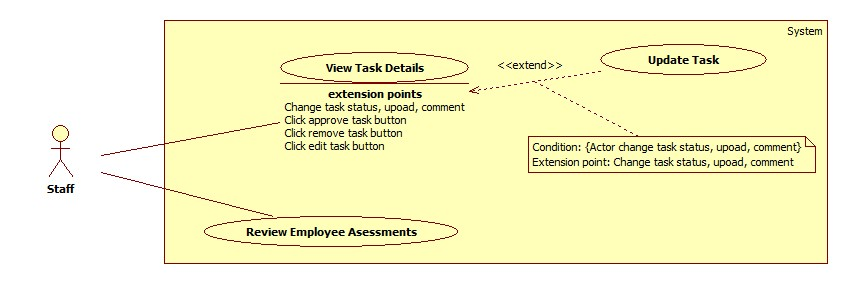 System
View Task Details
<<extend>>
Update Task
extension points
Change task status, upoad, comment
Click approve task button
Click remove task button
Click edit task button
Condition: {Actor change task status, upoad, comment}
Extension point: Change task status, upoad, comment
Staff
Review Employee Asessments